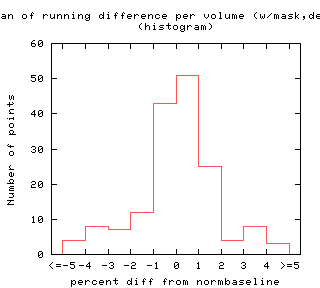 an of running difference per volume (w/mask,de
(histogram)
60
50
40
30
20
10
0
Number of points
<=-5 -4 -3 -2 -1 0 1 2 3 4 >=5
percent diff from normbaseline